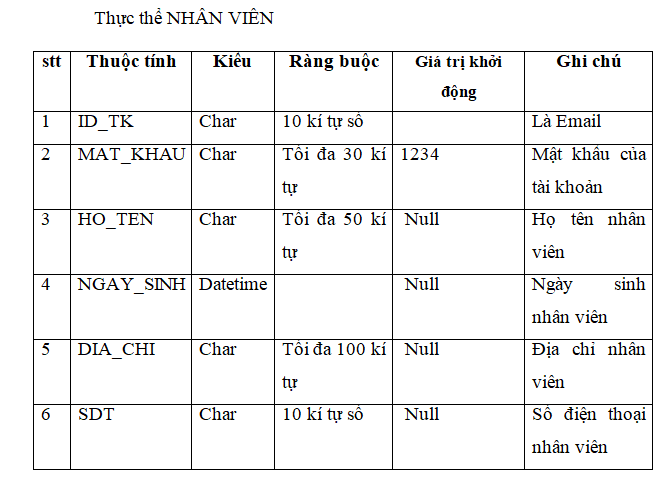 Thực thể NHÂN VIÊN
stt Thuộc tính Kiểu Ràng buộc Giá trị khởi động Ghi chú
1 ID_TK Char 10 kí tự số Là Email
2 MAT_KHAU Char Tối đa 30 kí tự 1234 Mật khẩu của tài khoản
3 HO_TEN Char Tối đa 50 kí tự Null Họ tên nhân viên
4 NGAY_SINH Datetime Null Ngày sinh nhân viên
5 DIA_CHI Char Tối đa 100 kí tự Null Địa chỉ nhân viên
6 SDT Char 10 kí tự số Null Số điện thoại nhân viên